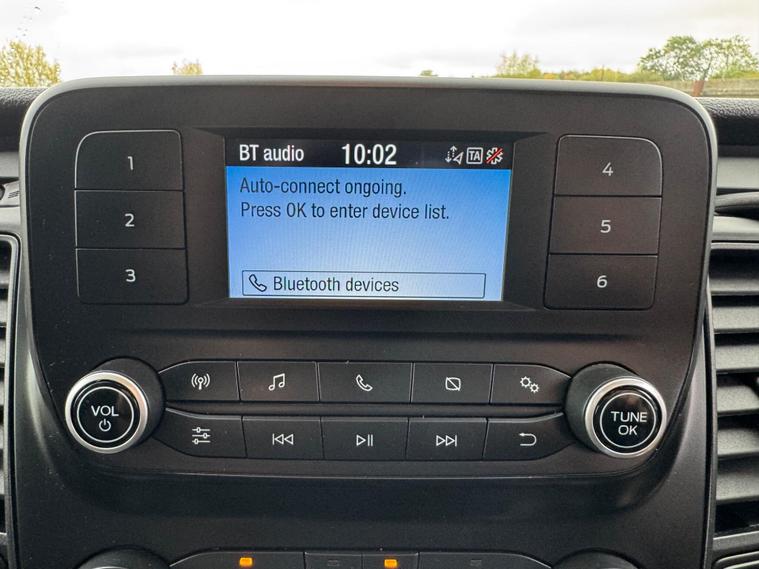 BT audio 10:02 TA
Auto-connect ongoing.
Press OK to enter device list.
Bluetooth devices
1
2
3
4
5
6
VOL
TUNE
OK